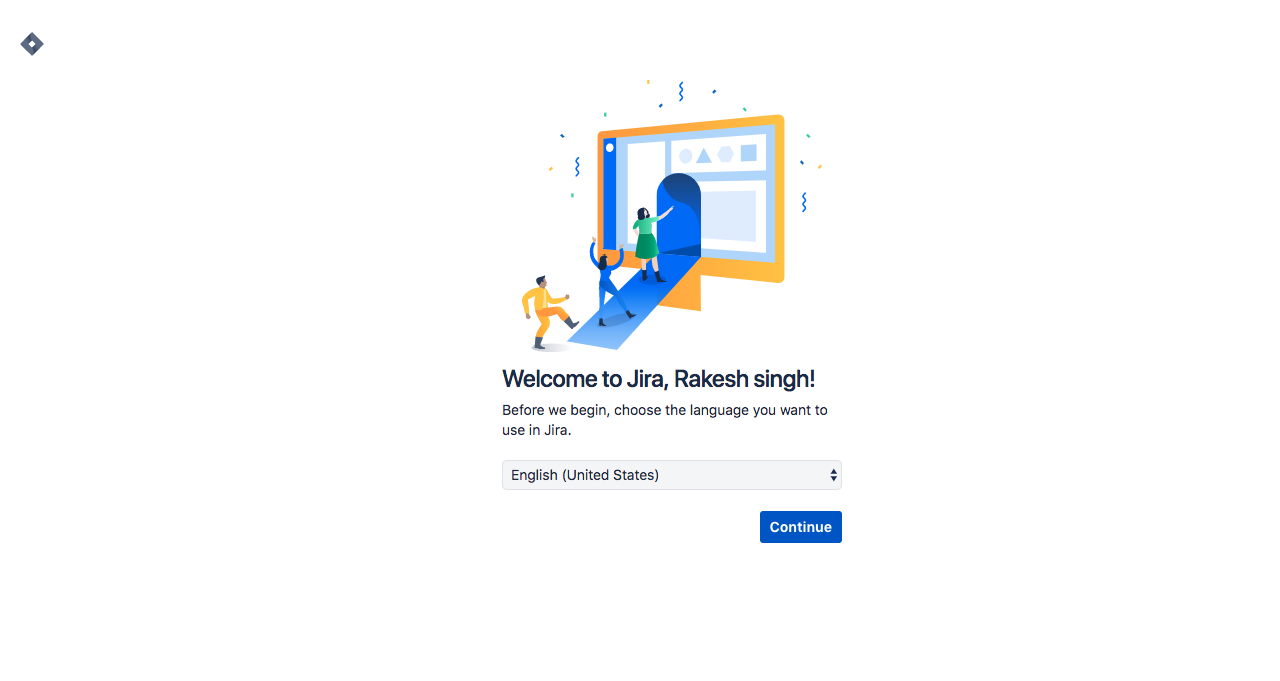 Welcome to Jira, Rakesh singh!
Before we begin, choose the language you want to
use in Jira.
English (United States)
Continue